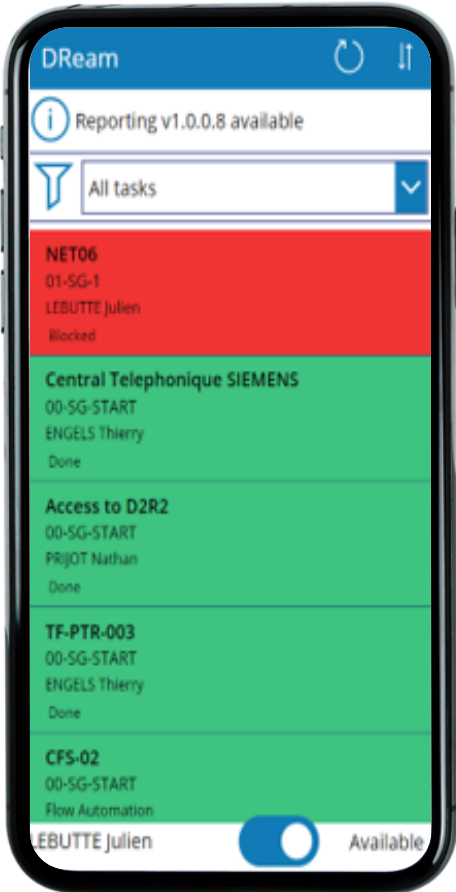 DReam
Reporting v1.0.0.8 available
All tasks
NET06
01-SG-1
LEBUTTE Julien
Blocked
Central Telephonique SIEMENS
00-SG-START
ENGELS Thierry
Done
Access to D2R2
00-SG-START
PRIJOT Nathan
Done
TF-PTR-003
00-SG-START
ENGELS Thierry
Done
CFS-02
00-SG-START
Flow Automation
LEBUTTE Julien Available